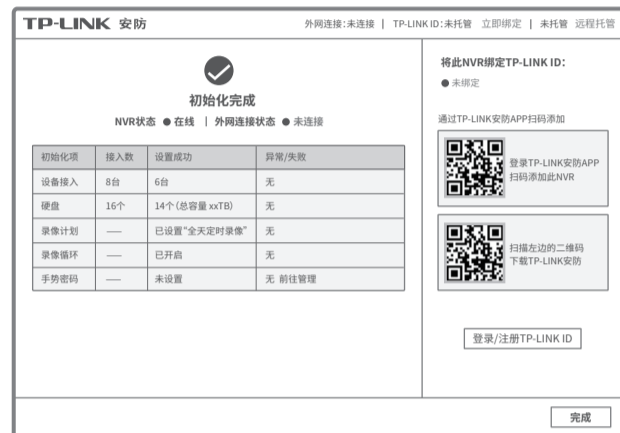 TP-LINK 安防 外网连接:未连接 | TP-LINK ID:未托管 立即绑定 | 未托管 远程托管
初始化完成
NVR状态 ●在线 | 外网连接状态 ●未连接
初始化项 接入数 设置成功 异常/失败
设备接入 8台 6台 无
硬盘 16个 14个(总容量 xxTB) 无
录像计划 —— 已设置“全天定时录像” 无
录像循环 —— 已开启 无
手势密码 —— 未设置 无 前往管理
将此NVR绑定TP-LINK ID:
●未绑定
通过TP-LINK安防APP扫码添加
登录TP-LINK安防APP
扫码添加此NVR
扫描左边的二维码
下载TP-LINK安防
登录/注册TP-LINK ID
完成